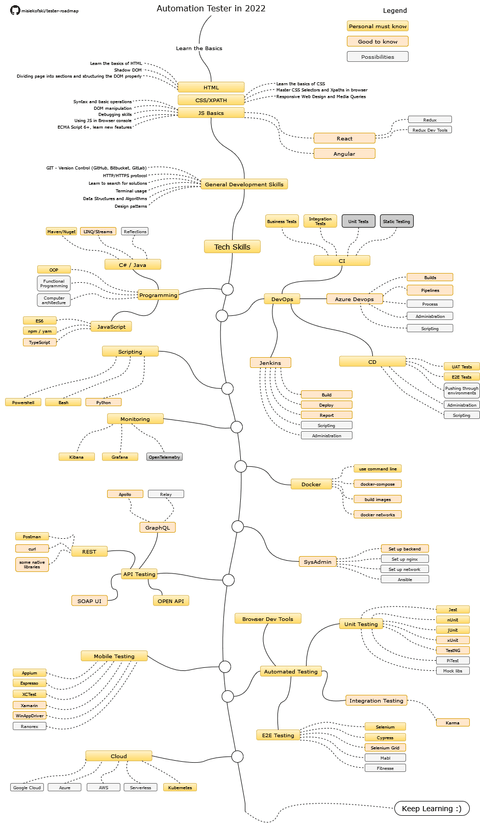 misiekofski/tester-roadmap
Automation Tester in 2022
Legend
Personal must know
Good to know
Possibilities
Learn the Basics
Learn the basics of HTML
Shadow DOM
Dividing page into sections and structuring the DOM properly
HTML
CSS/XPATH
JS Basics
Learn the basics of CSS
Master CSS Selectors and Xpaths in browser
Responsive Web Design and Media Queries
Syntax and basic operations
DOM manipulation
Debugging skills
Using JS in Browser console
ECMA Script 6+, learn new features
React
Angular
Redux
Redux Dev Tools
GIT - Version Control (GitHub, Bitbucket, GitLab)
HTTP/HTTPS protocol
Learn to search for solutions
Terminal usage
Data Structures and Algorithms
Design patterns
General Development Skills
Tech Skills
Maven/Nuget
LINQ/Streams
Reflections
C# / Java
OOP
Functional
Programming
Computer
architecture
Programming
ES6
npm / yarn
TypeScript
JavaScript
Business Tests
Integration
Tests
Unit Tests
Static Testing
CI
DevOps
Azure Devops
Builds
Pipelines
Process
Administration
Scripting
Jenkins
Build
Deploy
Report
Scripting
Administration
CD
UAT Tests
E2E Tests
Pushing through
environments
Administration
Scripting
Scripting
Powershell
Bash
Python
Monitoring
Kibana
Grafana
OpenTelemetry
Docker
use command line
docker-compose
build images
docker networks
Apollo
Relay
GraphQL
Postman
curl
some native
libraries
REST
API Testing
SOAP UI
OPEN API
SysAdmin
Set up backend
Set up nginx
Set up network
Ansible
Browser Dev Tools
Unit Testing
Jest
nUnit
jUnit
xUnit
TestNG
PiTest
Mock libs
Mobile Testing
Appium
Espresso
XCTest
Xamarin
WinAppDriver
Ranorex
Automated Testing
Integration Testing
Karma
E2E Testing
Selenium
Cypress
Selenium Grid
Fitnesse
Cloud
Google Cloud
Azure
AWS
Serverless
Kubernetes
Keep Learning :)